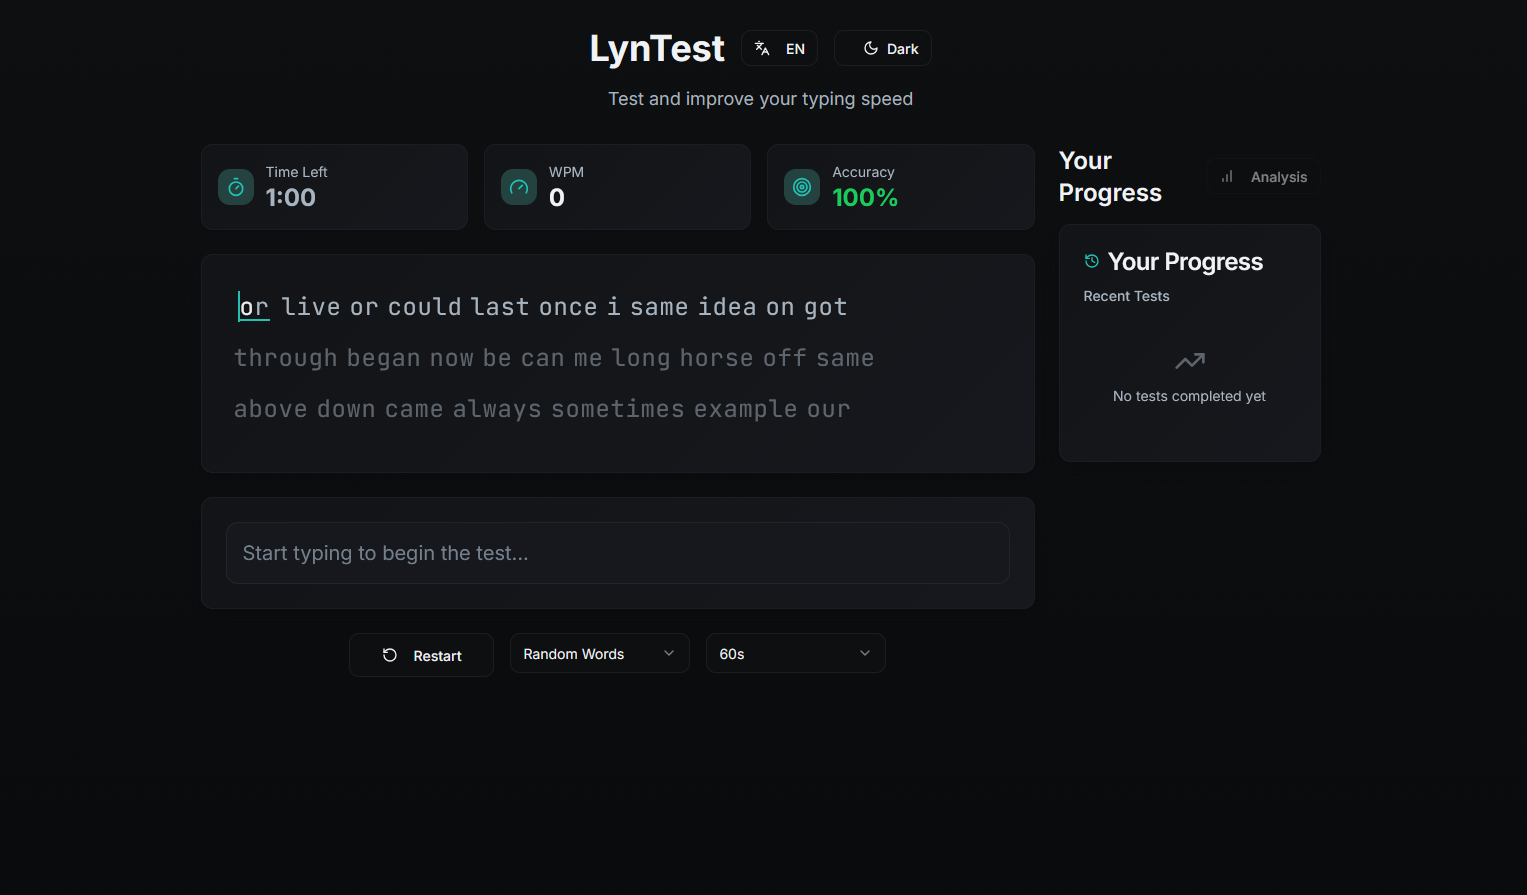 LynTest
EN
Dark
Test and improve your typing speed
Time Left
1:00
WPM
0
Accuracy
100%
or live or could last once i same idea on got
through began now be can me long horse off same
above down came always sometimes example our
Start typing to begin the test...
Restart
Random Words
60s
Your
Progress
Analysis
Your Progress
Recent Tests
No tests completed yet